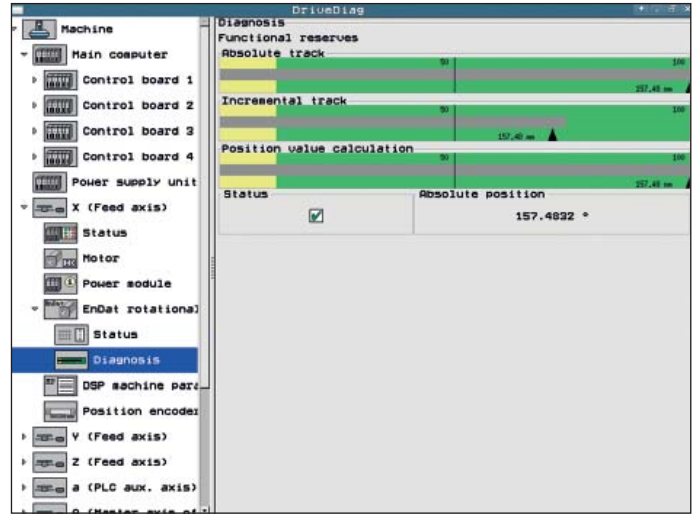 DriveDiag
Machine
Main computer
Control board 1
Control board 2
Control board 3
Control board 4
Power supply unit
X (Feed axis)
Status
Motor
Power module
EnDat rotational
Status
Diagnosis
DSP machine para
Position encoder
Y (Feed axis)
Z (Feed axis)
a (PLC aux. axis)
Diagnosis
Functional reserves
Absolute track
50 100
157.48 mm
Incremental track
50 100
157.48 mm
Position value calculation
50 100
157.48 mm
Status
Absolute position
157.4832 °